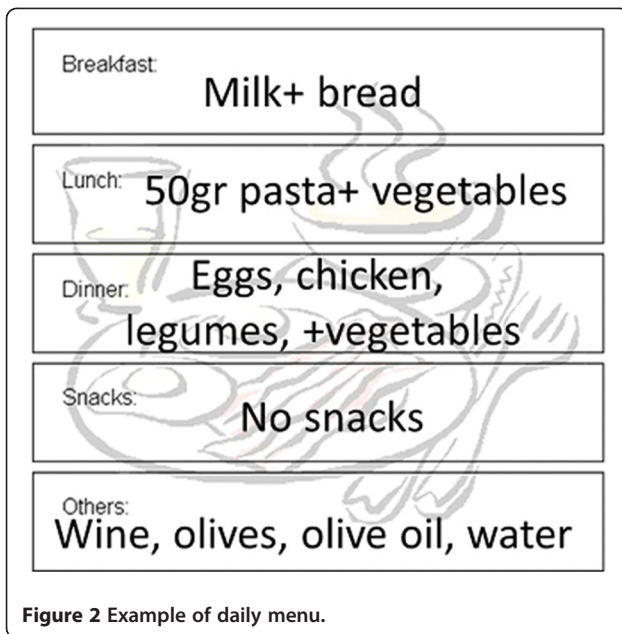 Breakfast:
Milk+ bread
Lunch: 50gr pasta+ vegetables
Dinner: Eggs, chicken,
legumes, +vegetables
Snacks:
No snacks
Others:
Wine, olives, olive oil, water
Figure 2 Example of daily menu.